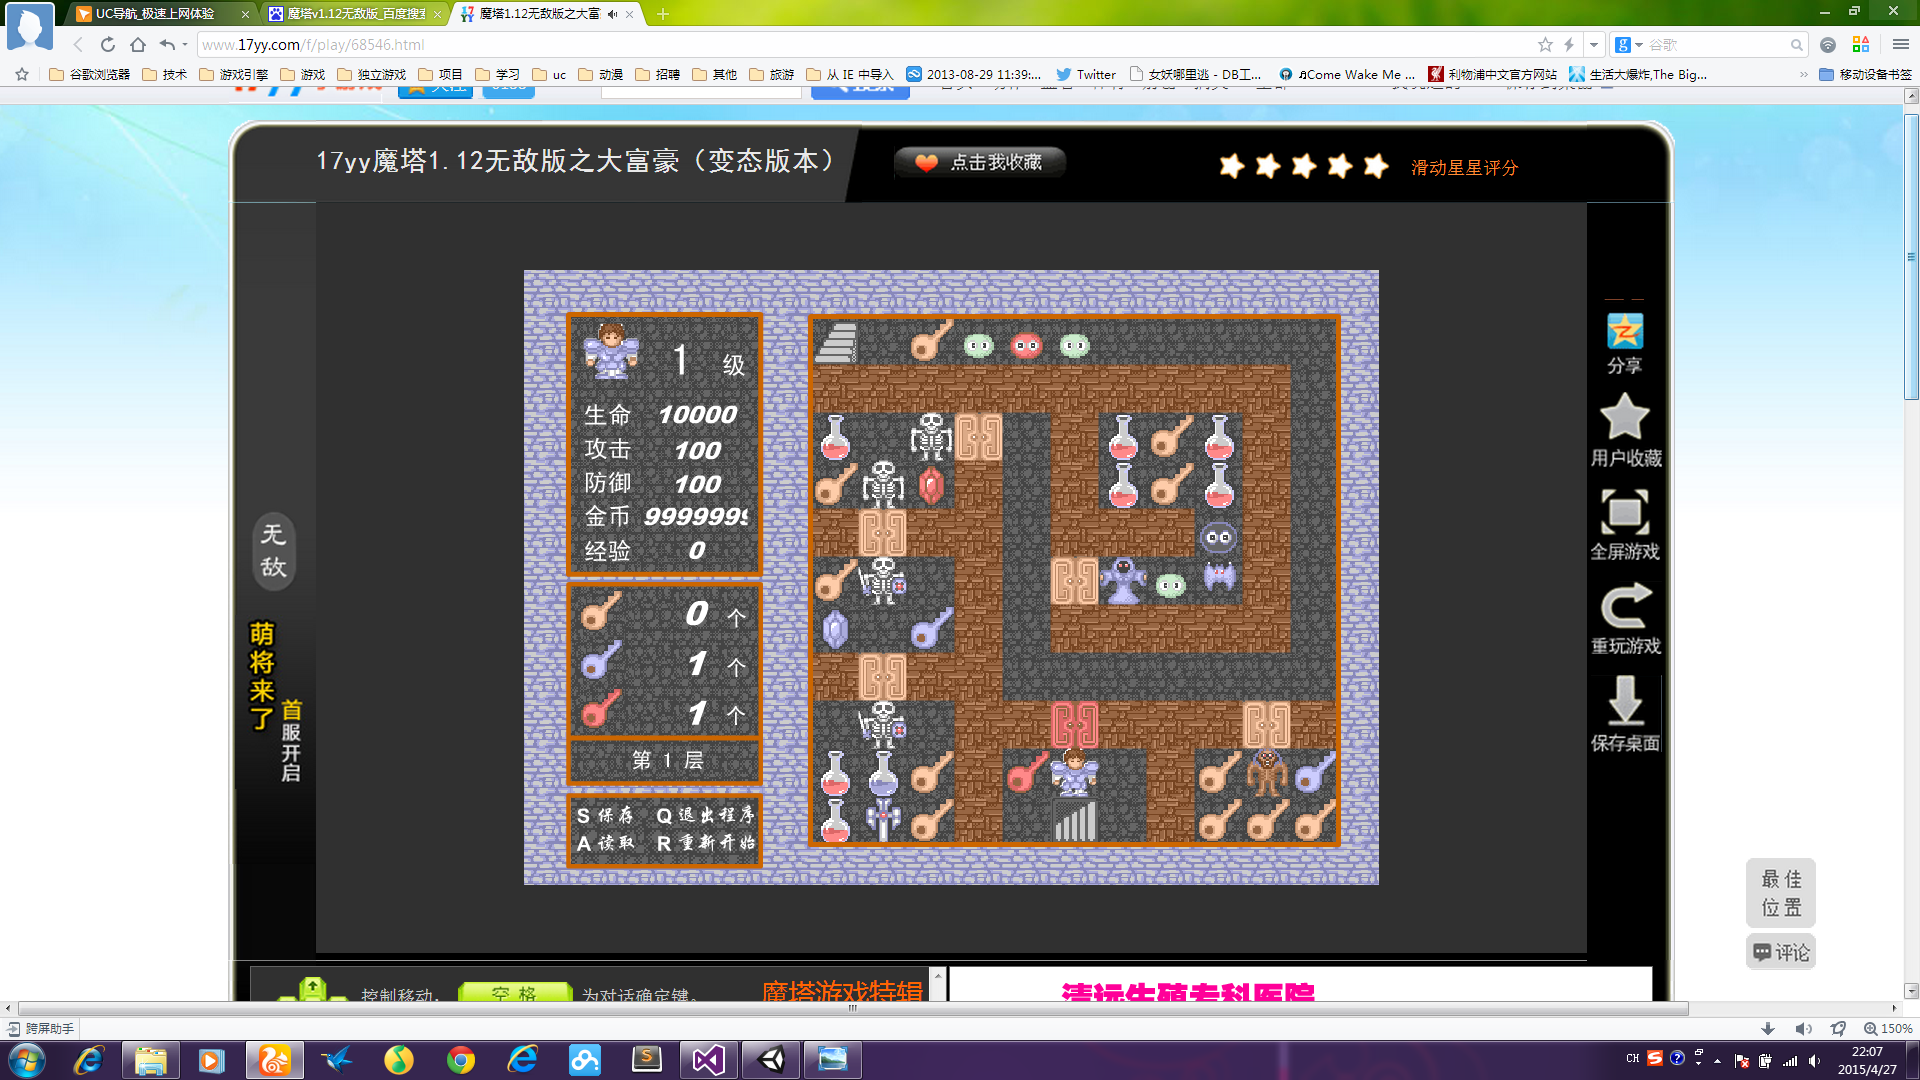 UC导航_极速上网体验
魔塔v1.12无敌版_百度搜索
魔塔1.12无敌版之大富
www.17yy.com/f/play/68546.html
谷歌
谷歌浏览器 技术 游戏引擎 游戏 独立游戏 项目 学习 uc 动漫 招聘 其他 旅游 从 IE 中导入 2013-08-29 11:39:... Twitter 女妖哪里逃 - DB工... ♫Come Wake Me ... 利物浦中文官方网站 生活大爆炸,The Big... » 移动设备书签
17yy魔塔1.12无敌版之大富豪（变态版本）
点击我收藏
滑动星星评分
1 级
生命 10000
攻击 100
防御 100
金币 9999999
经验 0
0 个
1 个
1 个
第 1 层
S 保存 Q 退出程序
A 读取 R 重新开始
无敌
萌将来了
首服开启
分享
用户收藏
全屏游戏
重玩游戏
保存桌面
最佳
位置
评论
控制移动,
空格
为对话确定键。
魔塔游戏特辑
清远生殖专科医院
跨屏助手
150%
CH
22:07
2015/4/27